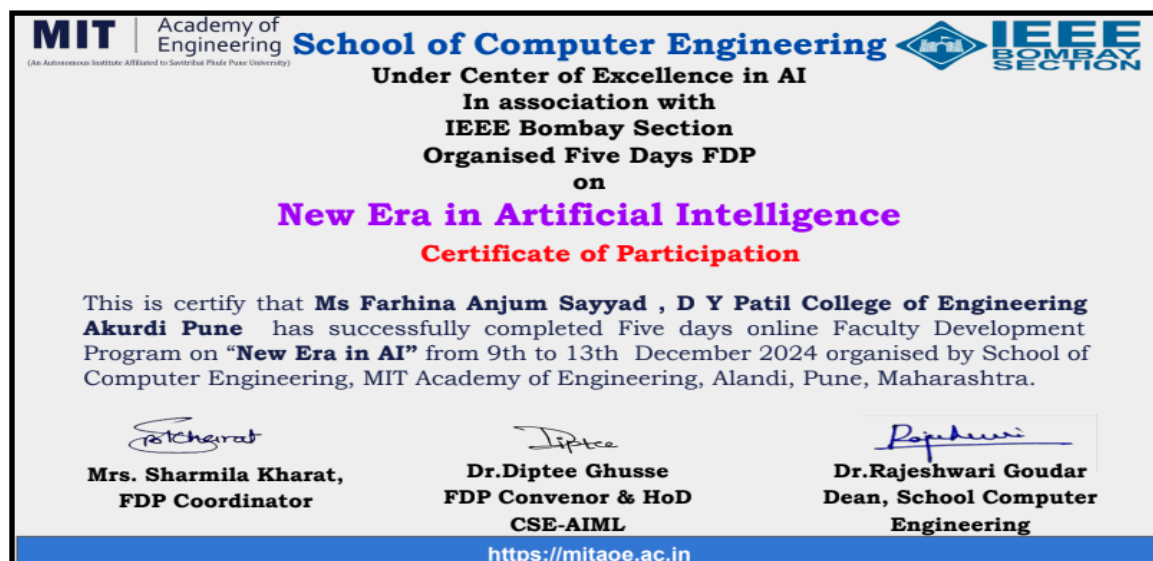 MIT Academy of Engineering
(An Autonomous Institute Affiliated to Savitribai Phule Pune University)
School of Computer Engineering
IEEE
BOMBAY
SECTION
Under Center of Excellence in AI
In association with
IEEE Bombay Section
Organised Five Days FDP
on
New Era in Artificial Intelligence
Certificate of Participation
This is certify that Ms Farhina Anjum Sayyad , D Y Patil College of Engineering
Akurdi Pune has successfully completed Five days online Faculty Development
Program on “New Era in AI” from 9th to 13th December 2024 organised by School of
Computer Engineering, MIT Academy of Engineering, Alandi, Pune, Maharashtra.
Diptee
Mrs. Sharmila Kharat,
FDP Coordinator
Dr.Diptee Ghusse
FDP Convenor & HoD
CSE-AIML
Dr.Rajeshwari Goudar
Dean, School Computer
Engineering
https://mitaoe.ac.in